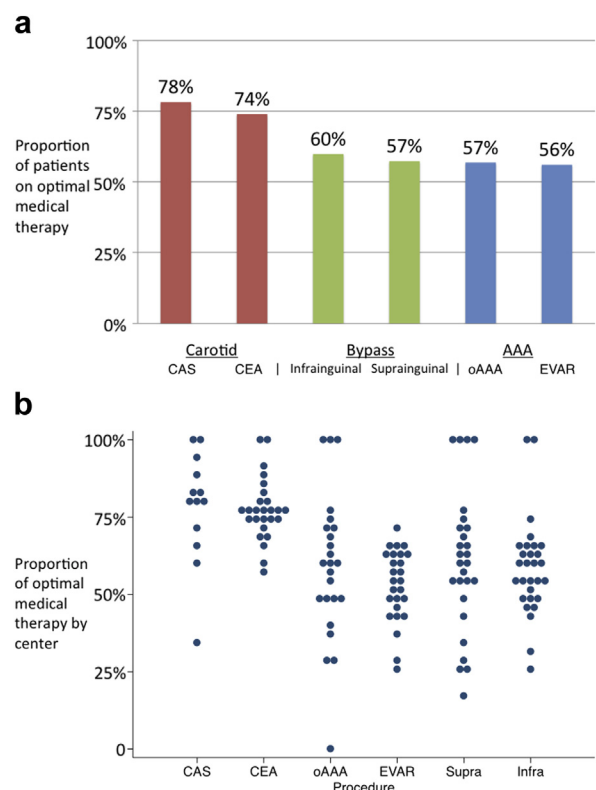 a
100%
78%
74%
75%
60%
57%
57%
56%
Proportion
of patients
on optimal
medical
therapy
50%
25%
0%
Carotid Bypass AAA
CAS CEA | Infrainguinal Suprainguinal | oAAA EVAR
b
100%
75%
Proportion
of optimal
medical
therapy by
center
50%
25%
0
CAS CEA oAAA EVAR Supra Infra
Procedure